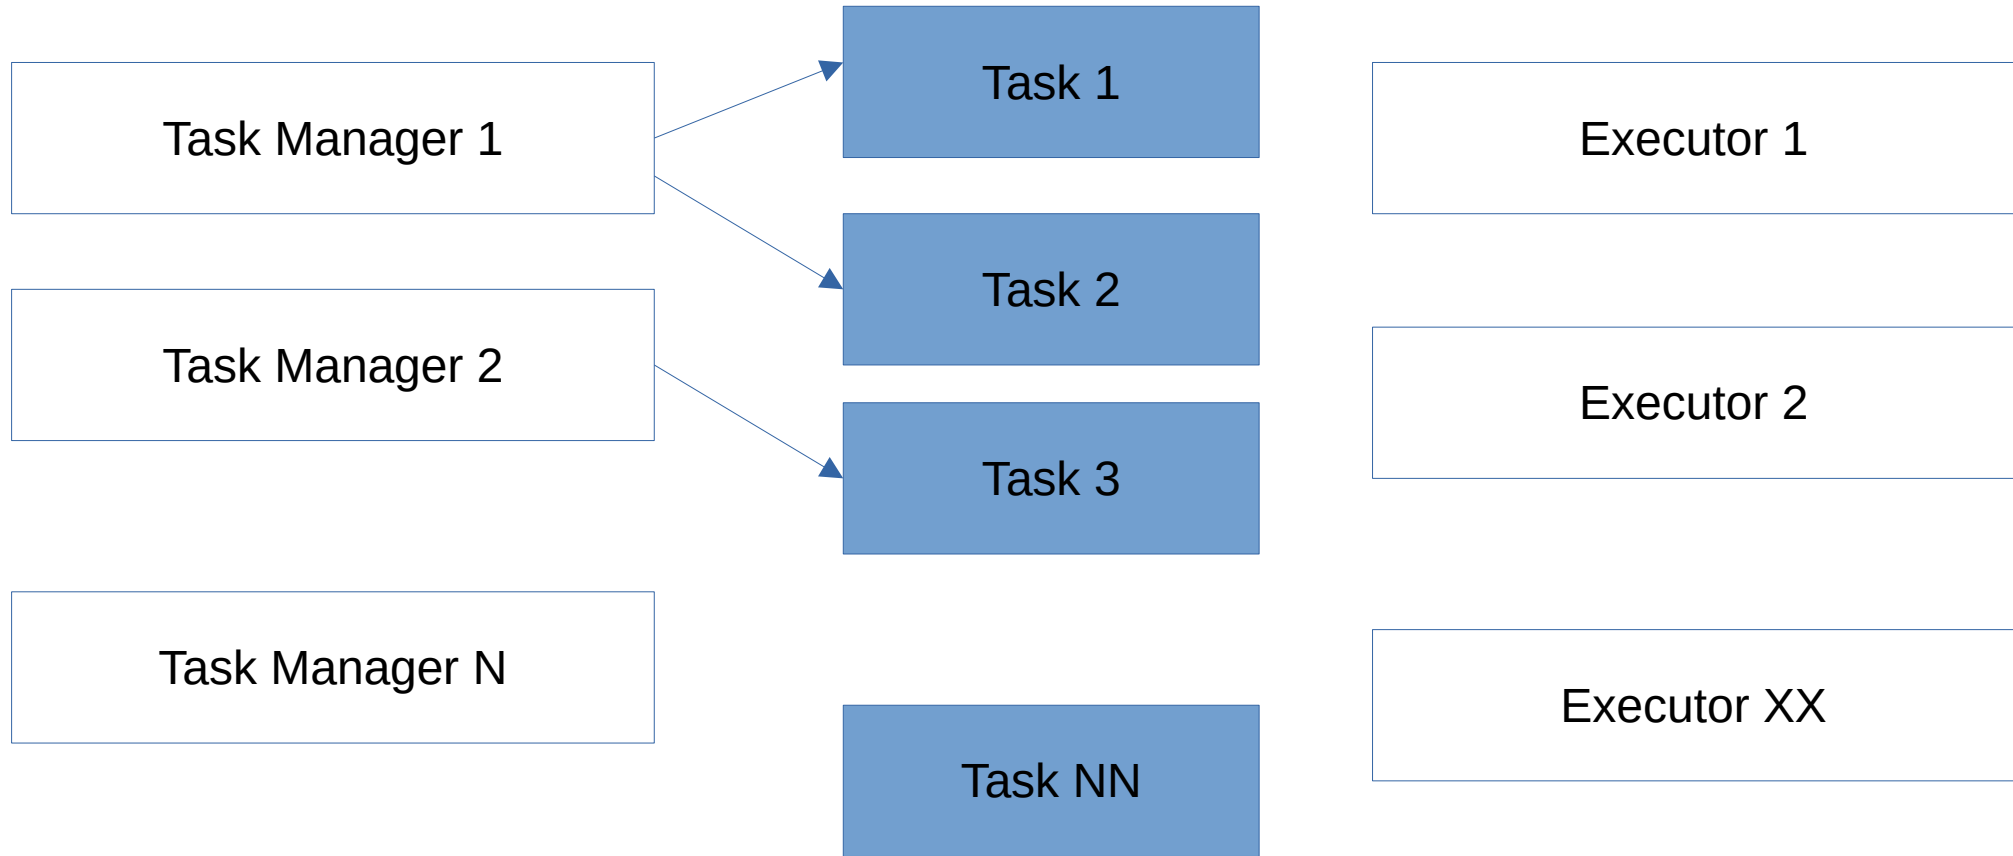 Task Manager 1
Task Manager 2
Task Manager N
Task 1
Task 2
Task 3
Task NN
Executor 1
Executor 2
Executor XX